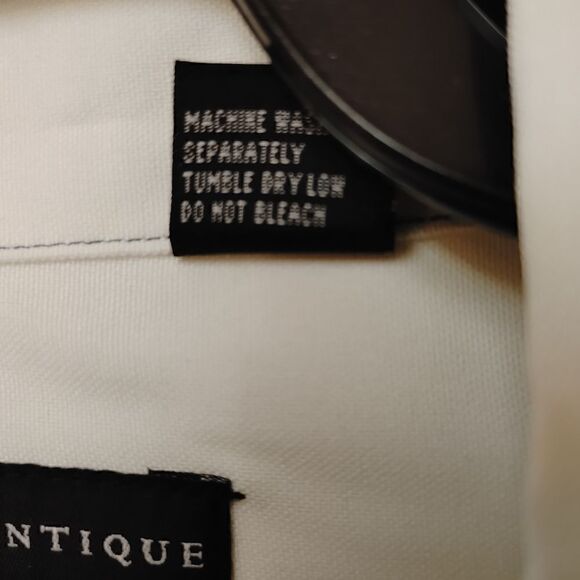 MACHINE WAS
SEPARATELY
TUMBLE DRY LOW
DO NOT BLEACH
NTIQUE